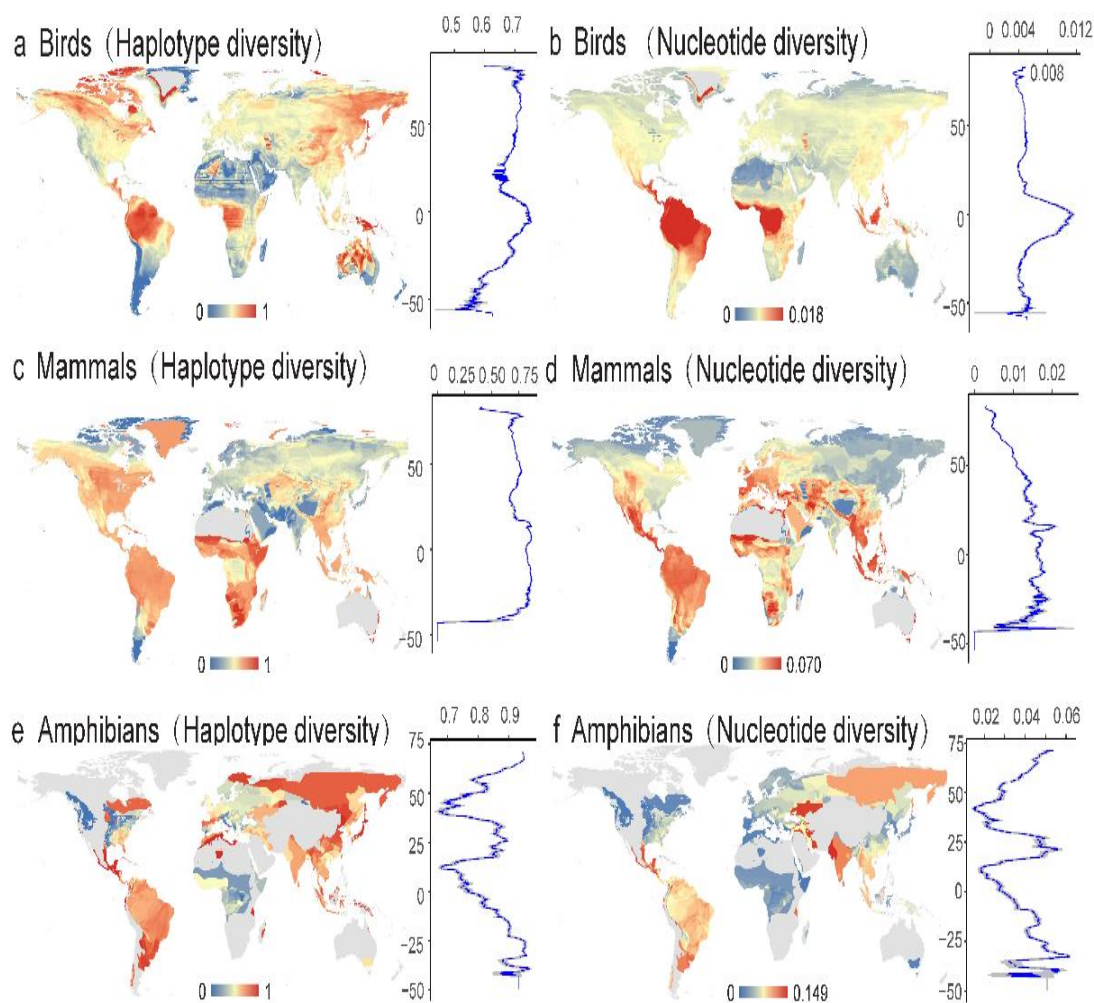 0.5 0.6 0.7
a Birds (Haplotype diversity)
50
0
−50
0 1
0 0.004 0.012
0.008
b Birds (Nucleotide diversity)
50
0
−50
0 0.018
0 0.25 0.50 0.75
c Mammals (Haplotype diversity)
50
0
−50
0 1
0 0.01 0.02
d Mammals (Nucleotide diversity)
50
0
−50
0 0.070
0.7 0.8 0.9
e Amphibians (Haplotype diversity)
75
50
25
0
−25
−50
0 1
0.02 0.04 0.06
f Amphibians (Nucleotide diversity)
75
50
25
0
−25
−50
0 0.149